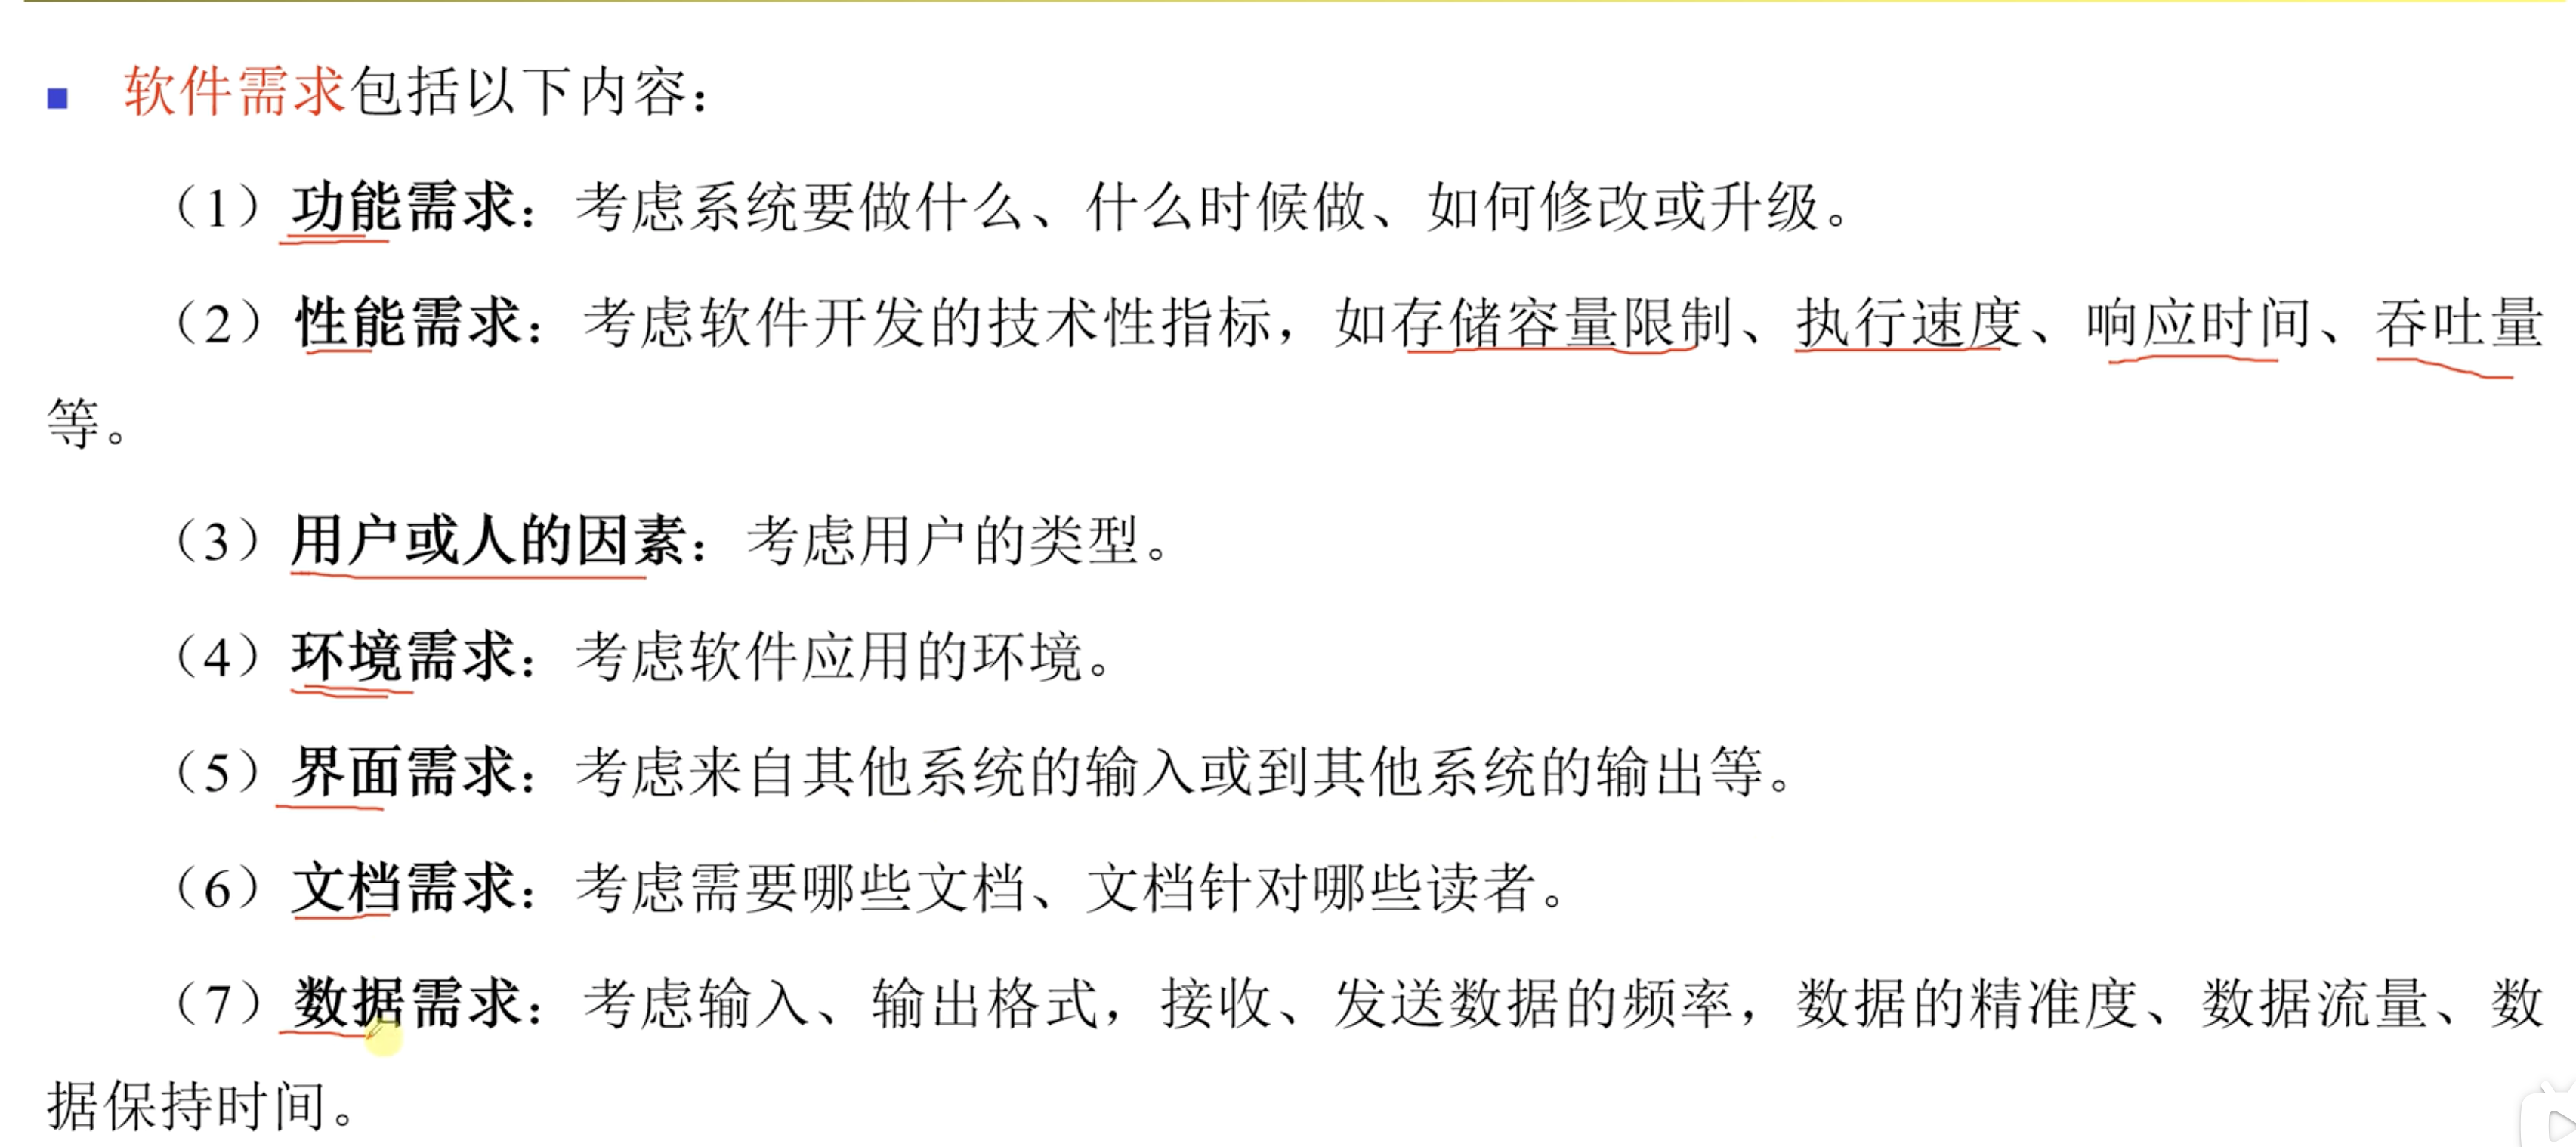 软件需求包括以下内容：
（1）功能需求：考虑系统要做什么、什么时候做、如何修改或升级。
（2）性能需求：考虑软件开发的技术性指标，如存储容量限制、执行速度、响应时间、吞吐量
等。
（3）用户或人的因素：考虑用户的类型。
（4）环境需求：考虑软件应用的环境。
（5）界面需求：考虑来自其他系统的输入或到其他系统的输出等。
（6）文档需求：考虑需要哪些文档、文档针对哪些读者。
（7）数据需求：考虑输入、输出格式，接收、发送数据的频率，数据的精准度、数据流量、数
据保持时间。